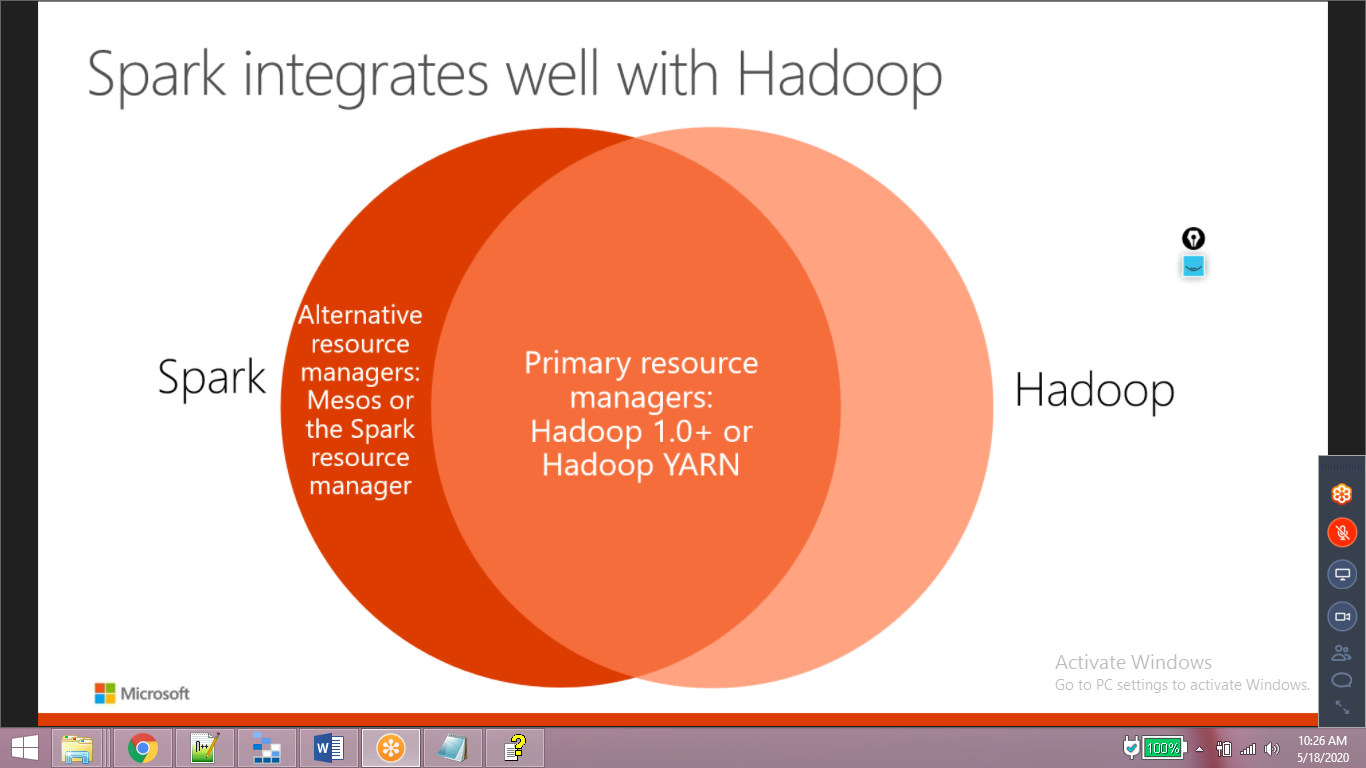 Spark integrates well with Hadoop
Spark
Alternative
resource
managers:
Mesos or
the Spark
resource
manager
Primary resource
managers:
Hadoop 1.0+ or
Hadoop YARN
Hadoop
Microsoft
Activate Windows
Go to PC settings to activate Windows.
100%
10:26 AM
5/18/2020